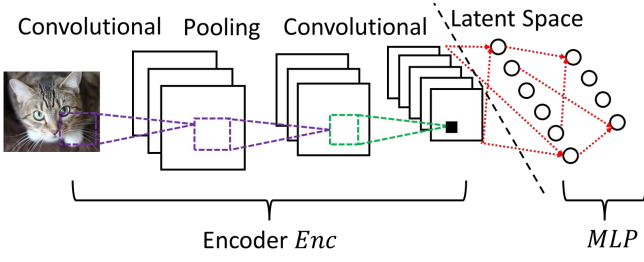 Convolutional Pooling Convolutional Latent Space
Encoder Enc
MLP